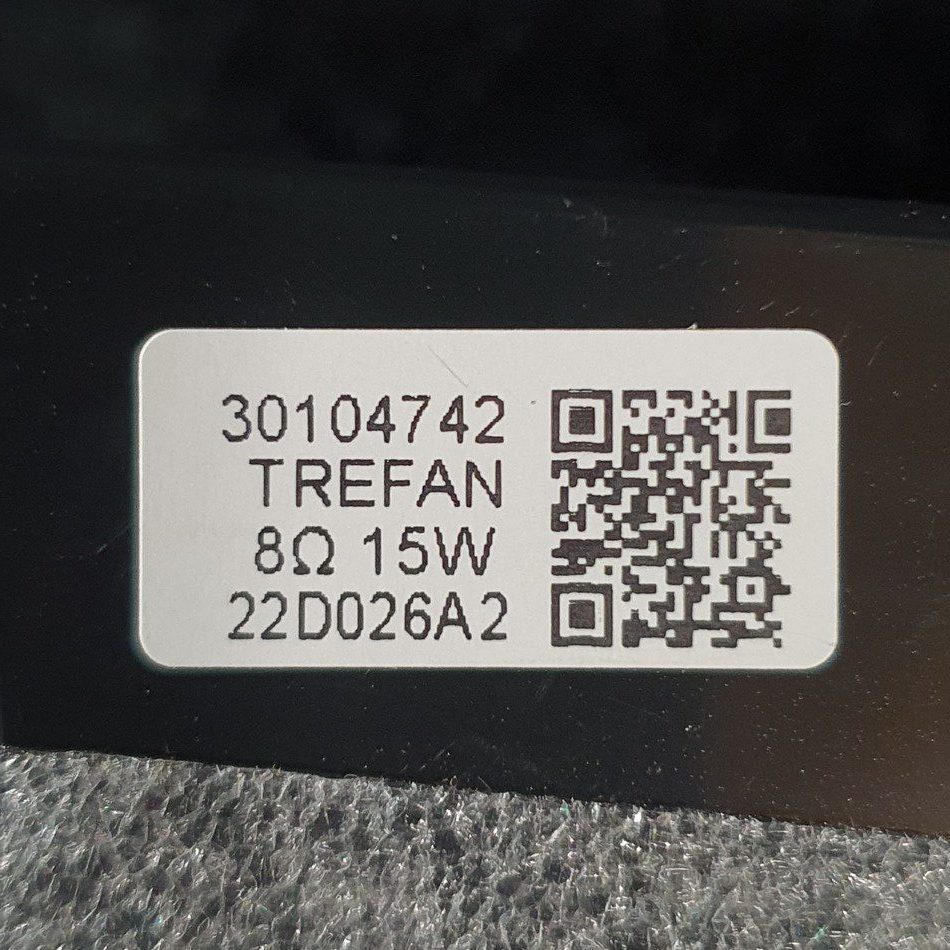 30104742
TREFAN
8Ω 15W
22D026A2